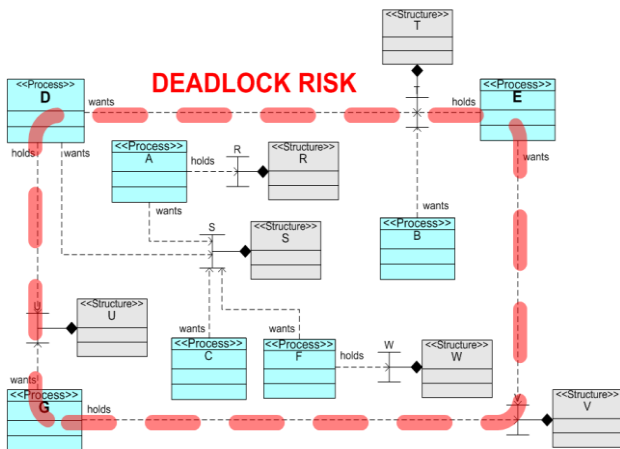 <<Structure>>
T
<<Process>>
D
wants
DEADLOCK RISK
T
holds
<<Process>>
E
holds
wants
<<Process>>
A
holds
R
<<Structure>>
R
wants
wants
S
<<Structure>>
S
wants
<<Process>>
B
U
<<Structure>>
U
wants
<<Process>>
C
wants
<<Process>>
F
holds
W
<<Structure>>
W
wants
<<Process>>
G
holds
V
<<Structure>>
V